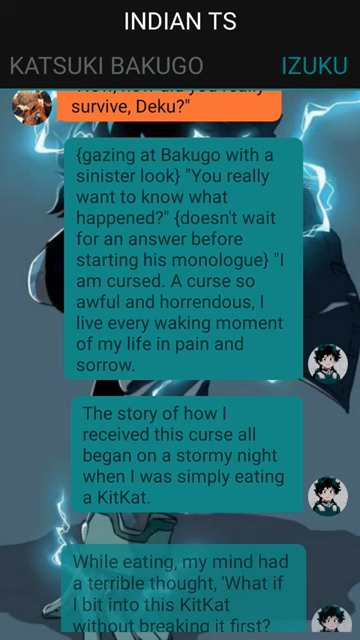 INDIAN TS
KATSUKI BAKUGO IZUKU
survive, Deku?"
{gazing at Bakugo with a
sinister look} "You really
want to know what
happened?" {doesn't wait
for an answer before
starting his monologue} "I
am cursed. A curse so
awful and horrendous, I
live every waking moment
of my life in pain and
sorrow.
The story of how I
received this curse all
began on a stormy night
when I was simply eating
a KitKat.
While eating, my mind had
a terrible thought, 'What if
I bit into this KitKat
without breaking it first?